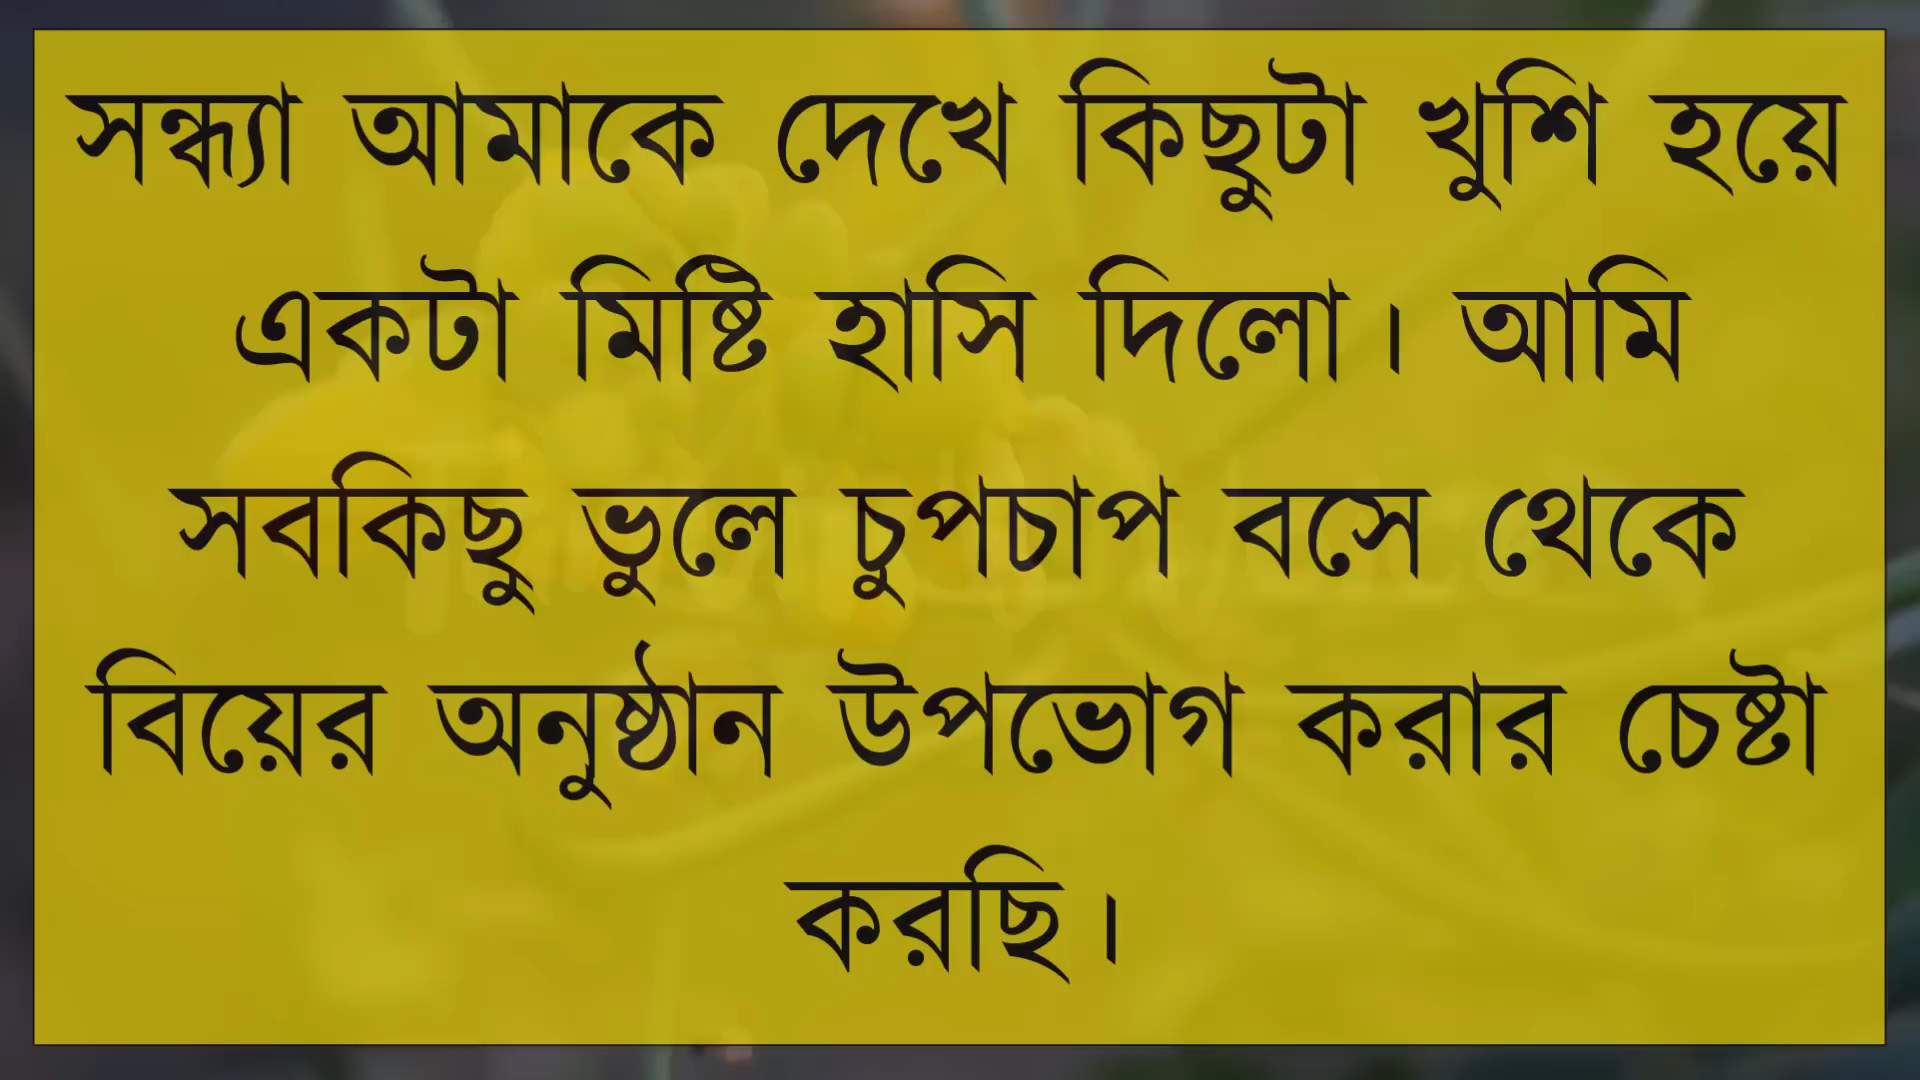 সন্ধ্যা আমাকে দেখে কিছুটা খুশি হয়ে
একটা মিষ্টি হাসি দিলো। আমি
সবকিছু ভুলে চুপচাপ বসে থেকে
বিয়ের অনুষ্ঠান উপভোগ করার চেষ্টা
করছি।